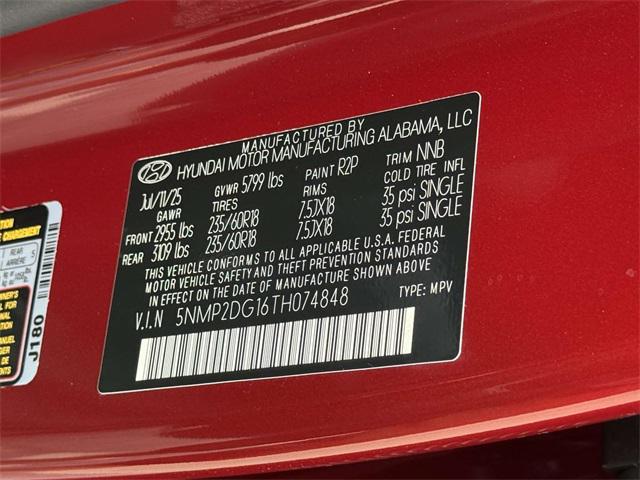 MANUFACTURED BY
HYUNDAI MOTOR MANUFACTURING ALABAMA, LLC
Jul/11/25 GVWR 5799 lbs PAINT R2P TRIM NNB
GAWR TIRES RIMS COLD TIRE INFL
FRONT 2955 lbs 235/60R18 7.5JX18 35 psi SINGLE
REAR 3109 lbs 235/60R18 7.5JX18 35 psi SINGLE
THIS VEHICLE CONFORMS TO ALL APPLICABLE U.S.A. FEDERAL
MOTOR VEHICLE SAFETY AND THEFT PREVENTION STANDARDS
IN EFFECT ON THE DATE OF MANUFACTURE SHOWN ABOVE
V.I.N 5NMP2DG16TH074848 TYPE: MPV
REAR
ARRIÈRE
J180